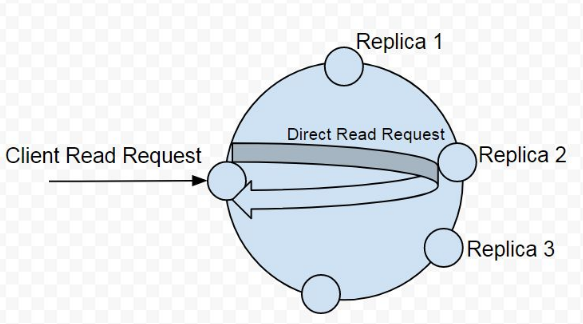 Replica 1
Direct Read Request
Client Read Request
Replica 2
Replica 3